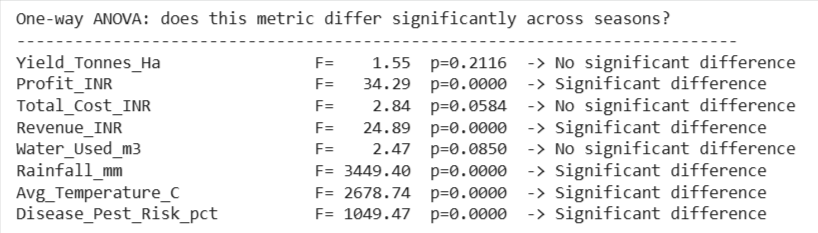 One-way ANOVA: does this metric differ significantly across seasons?
---------------------------------------------------------------------------
Yield_Tonnes_Ha F= 1.55 p=0.2116 -> No significant difference
Profit_INR F= 34.29 p=0.0000 -> Significant difference
Total_Cost_INR F= 2.84 p=0.0584 -> No significant difference
Revenue_INR F= 24.89 p=0.0000 -> Significant difference
Water_Used_m3 F= 2.47 p=0.0850 -> No significant difference
Rainfall_mm F= 3449.40 p=0.0000 -> Significant difference
Avg_Temperature_C F= 2678.74 p=0.0000 -> Significant difference
Disease_Pest_Risk_pct F= 1049.47 p=0.0000 -> Significant difference